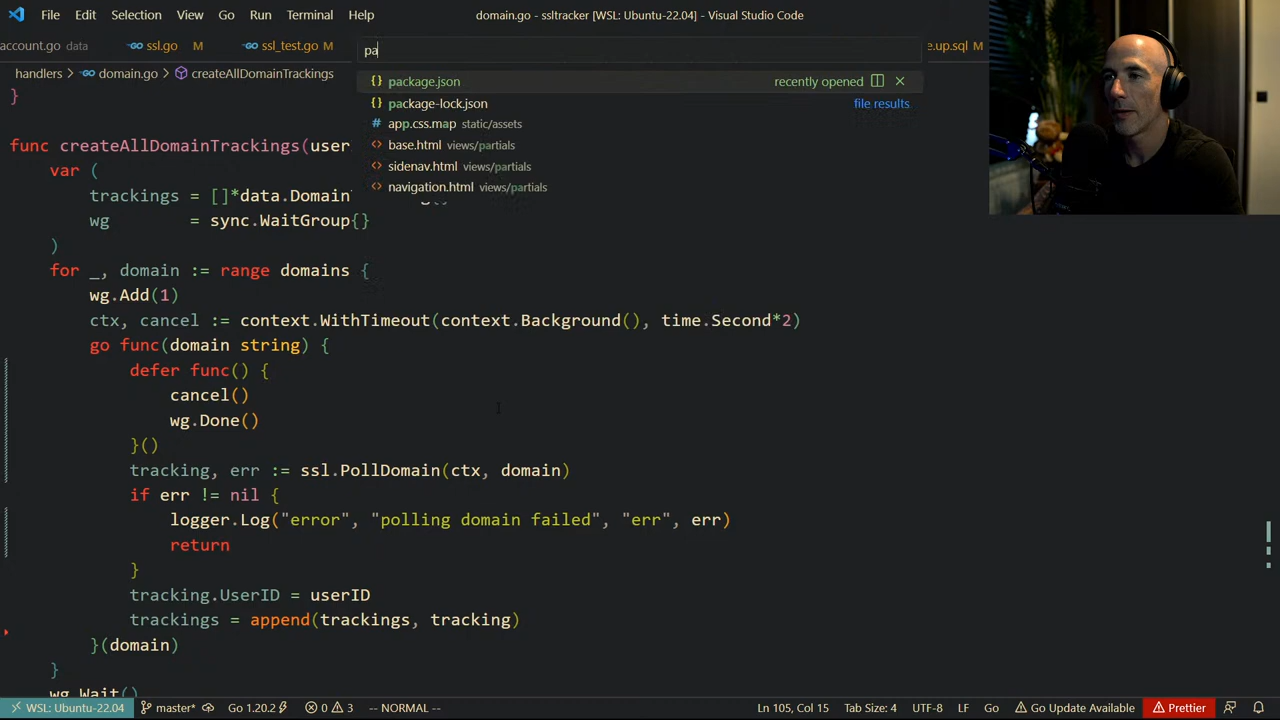 File Edit Selection View Go Run Terminal Help domain.go - ssltracker [WSL: Ubuntu-22.04] - Visual Studio Code
account.go data ssl.go M ssl_test.go M e.up.sql M
pa
handlers > domain.go > createAllDomainTrackings
{} package.json recently opened
{} package-lock.json file results
# app.css.map static/assets
<> base.html views/partials
<> sidenav.html views/partials
<> navigation.html views/partials
}
func createAllDomainTrackings(user
var (
trackings = []*data.Domain
wg = sync.WaitGroup{}
)
for _, domain := range domains {
wg.Add(1)
ctx, cancel := context.WithTimeout(context.Background(), time.Second*2)
go func(domain string) {
defer func() {
cancel()
wg.Done()
}()
tracking, err := ssl.PollDomain(ctx, domain)
if err != nil {
logger.Log("error", "polling domain failed", "err", err)
return
}
tracking.UserID = userID
trackings = append(trackings, tracking)
}(domain)
}
wg.Wait()
WSL: Ubuntu-22.04 master* Go 1.20.2 0 3 -- NORMAL -- Ln 105, Col 15 Tab Size: 4 UTF-8 LF Go Go Update Available Prettier